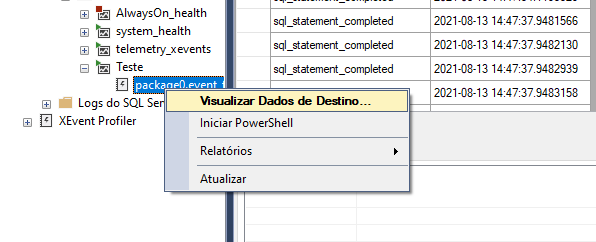 AlwaysOn_health
system_health
telemetry_xevents
Teste
package0.event_
Logs do SQL Ser
XEvent Profiler
Visualizar Dados de Destino...
Iniciar PowerShell
Relatórios
Atualizar
sql_statement_completed 2021-08-13 14:47:37.9481566
sql_statement_completed 2021-08-13 14:47:37.9482130
sql_statement_completed 2021-08-13 14:47:37.9482939
2021-08-13 14:47:37.9483158